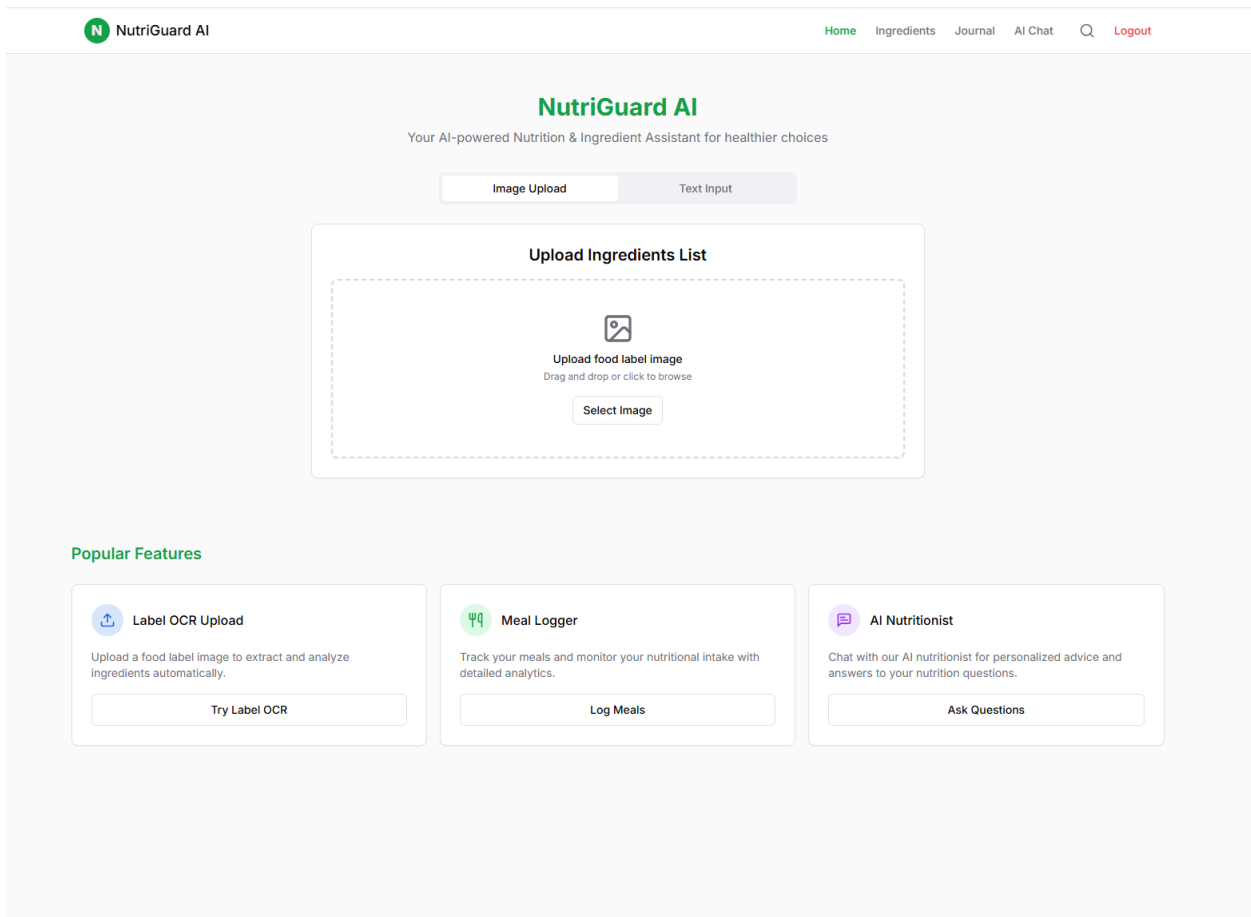 N NutriGuard AI
Home Ingredients Journal AI Chat Logout
NutriGuard AI
Your AI-powered Nutrition & Ingredient Assistant for healthier choices
Image Upload Text Input
Upload Ingredients List
Upload food label image
Drag and drop or click to browse
Select Image
Popular Features
Label OCR Upload
Upload a food label image to extract and analyze
ingredients automatically.
Try Label OCR
Meal Logger
Track your meals and monitor your nutritional intake with
detailed analytics.
Log Meals
AI Nutritionist
Chat with our AI nutritionist for personalized advice and
answers to your nutrition questions.
Ask Questions